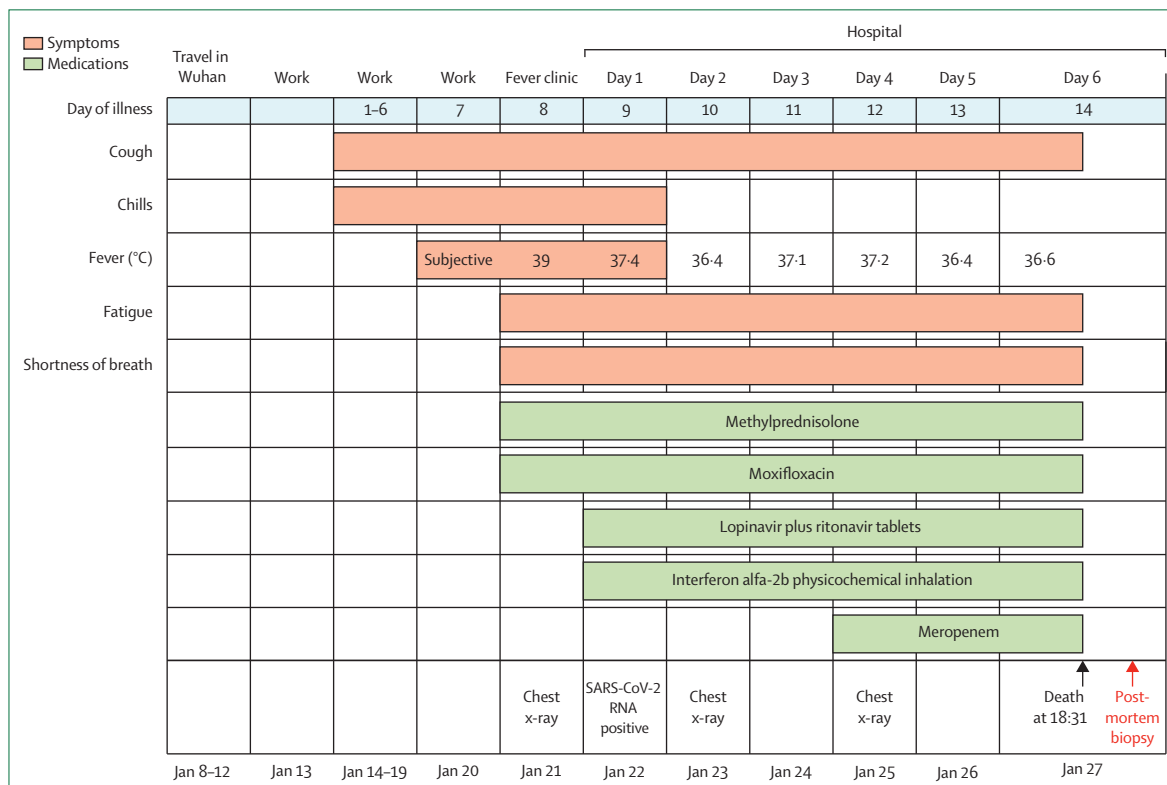 Symptoms
Medications
Hospital
Travel in
Wuhan
Work
Work
Work
Fever clinic
Day 1
Day 2
Day 3
Day 4
Day 5
Day 6
Day of illness
1–6
7
8
9
10
11
12
13
14
Cough
Chills
Fever (°C)
Subjective
39
37·4
36·4
37·1
37·2
36·4
36·6
Fatigue
Shortness of breath
Methylprednisolone
Moxifloxacin
Lopinavir plus ritonavir tablets
Interferon alfa-2b physicochemical inhalation
Meropenem
Chest
x-ray
SARS-CoV-2
RNA
positive
Chest
x-ray
Chest
x-ray
Death
at 18:31
Post-
mortem
biopsy
Jan 8–12
Jan 13
Jan 14–19
Jan 20
Jan 21
Jan 22
Jan 23
Jan 24
Jan 25
Jan 26
Jan 27